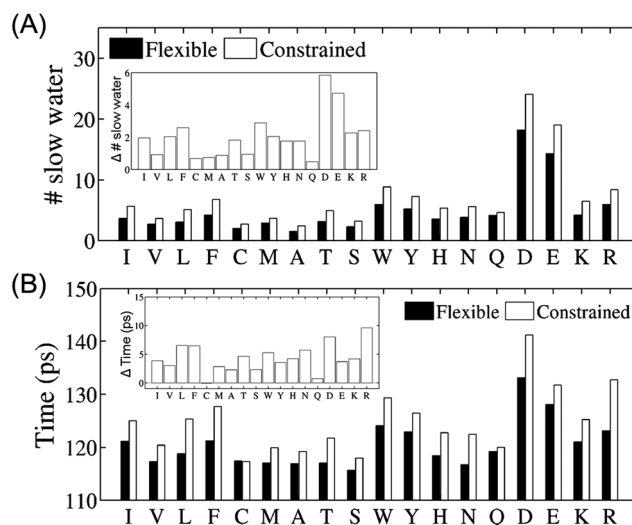 (A)
Flexible Constrained
30
20
10
0
# slow water
6
4
2
0
Δ # slow water
I V L F C M A T S W Y H N Q D E K R
I V L F C M A T S W Y H N Q D E K R
(B)
150
140
130
120
110
Time (ps)
Flexible Constrained
15
10
5
0
Δ Time (ps)
I V L F C M A T S W Y H N Q D E K R
I V L F C M A T S W Y H N Q D E K R